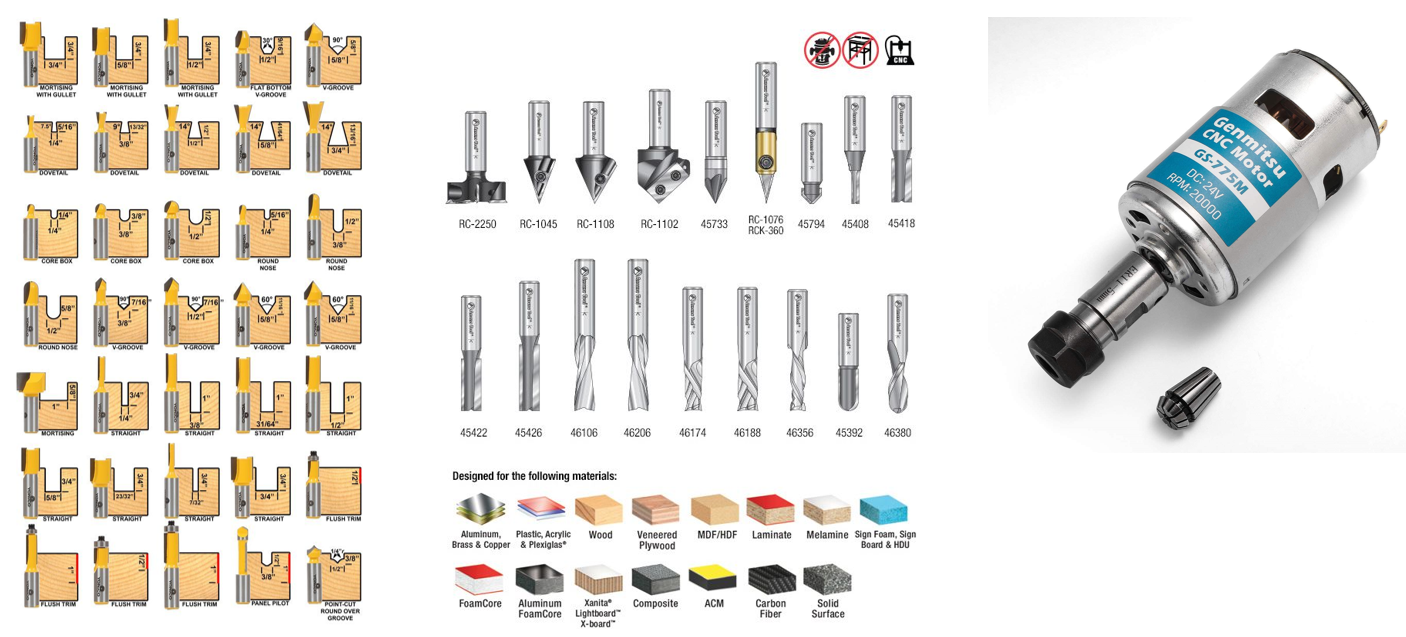 3/4"
3/4"
MORTISING
WITH GULLET
3/4"
5/8"
MORTISING
WITH GULLET
3/4"
1/2"
MORTISING
WITH GULLET
30°
9/16"
1/2"
FLAT BOTTOM
V-GROOVE
90°
5/8"
5/8"
V-GROOVE
7.5°
5/16"
1/4"
DOVETAIL
9°
13/32"
3/8"
DOVETAIL
14°
1/2"
1/2"
DOVETAIL
14°
5/8"
DOVETAIL
14°
13/16"
3/4"
DOVETAIL
1/4"
1/4"
CORE BOX
3/8"
3/8"
CORE BOX
1/2"
1/2"
CORE BOX
5/16"
1/4"
ROUND
NOSE
1/2"
3/8"
ROUND
NOSE
5/8"
1/2"
ROUND NOSE
90°
7/16"
3/8"
V-GROOVE
90°
7/16"
1/2"
V-GROOVE
60°
11/16"
5/8"
V-GROOVE
60°
11/16"
5/8"
V-GROOVE
5/8"
1"
MORTISING
3/4"
1/4"
STRAIGHT
1"
3/8"
STRAIGHT
1"
31/64"
STRAIGHT
1"
1/2"
STRAIGHT
3/4"
5/8"
STRAIGHT
3/4"
23/32"
STRAIGHT
3/4"
7/32"
STRAIGHT
3/4"
3/4"
STRAIGHT
1/2"
FLUSH TRIM
1"
FLUSH TRIM
1/2"
FLUSH TRIM
1"
FLUSH TRIM
1/2"
1"
3/8"
PANEL PILOT
1/4"r
3/8"
1/2"
POINT-CUT
ROUND OVER
GROOVE
CNC
RC-2250
RC-1045
RC-1108
RC-1102
45733
RC-1076
RCK-360
45794
45408
45418
45422
45426
46106
46206
46174
46188
46356
45392
46380
Designed for the following materials:
Aluminum,
Brass & Copper
Plastic, Acrylic
& Plexiglas®
Wood
Veneered
Plywood
MDF/HDF
Laminate
Melamine
Sign Foam, Sign
Board & HDU
FoamCore
Aluminum
FoamCore
Xanita®
Lightboard™
X-board™
Composite
ACM
Carbon
Fiber
Solid
Surface
Genmitsu
CNC Motor
GS-775M
DC: 24V
RPM: 20000
ER11 5mm